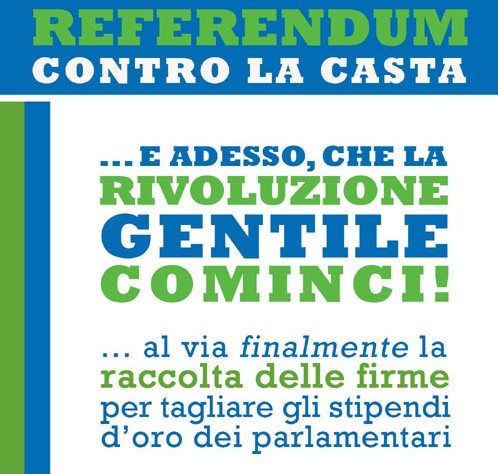 REFERENDUM
CONTRO LA CASTA
...E ADESSO, CHE LA
RIVOLUZIONE
GENTILE
COMINCI!
... al via finalmente la
raccolta delle firme
per tagliare gli stipendi
d'oro dei parlamentari